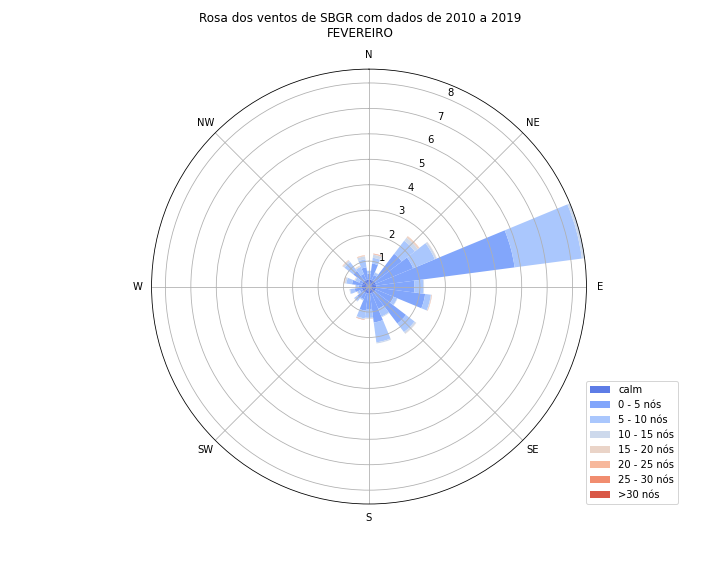 Rosa dos ventos de SBGR com dados de 2010 a 2019
FEVEREIRO
N
NW
NE
8
7
6
5
4
3
2
1
W
E
SW
SE
S
calm
0 - 5 nós
5 - 10 nós
10 - 15 nós
15 - 20 nós
20 - 25 nós
25 - 30 nós
>30 nós